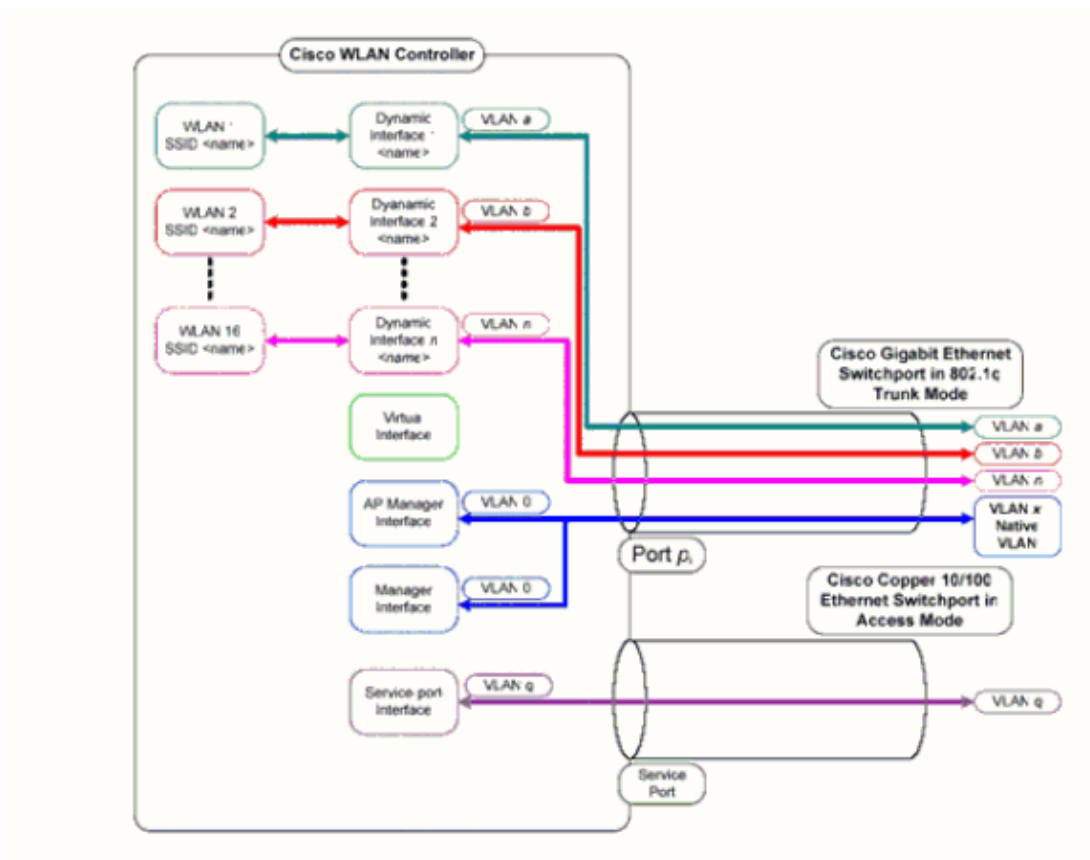 Cisco WLAN Controller
WLAN
SSID <name>
Dynamic
Interface
<name>
VLAN a
WLAN 2
SSID <name>
Dyanamic
Interface 2
<name>
VLAN b
WLAN 16
SSID <name>
Dynamic
Interface n
<name>
VLAN n
Cisco Gigabit Ethernet
Switchport in 802.1q
Trunk Mode
Virtua
Interface
VLAN a
VLAN b
VLAN n
AP Manager
Interface
VLAN 0
VLAN x
Native
VLAN
Port p
Manager
Interface
VLAN 0
Cisco Copper 10/100
Ethernet Switchport in
Access Mode
Service-port
Interface
VLAN q
VLAN q
Service
Port